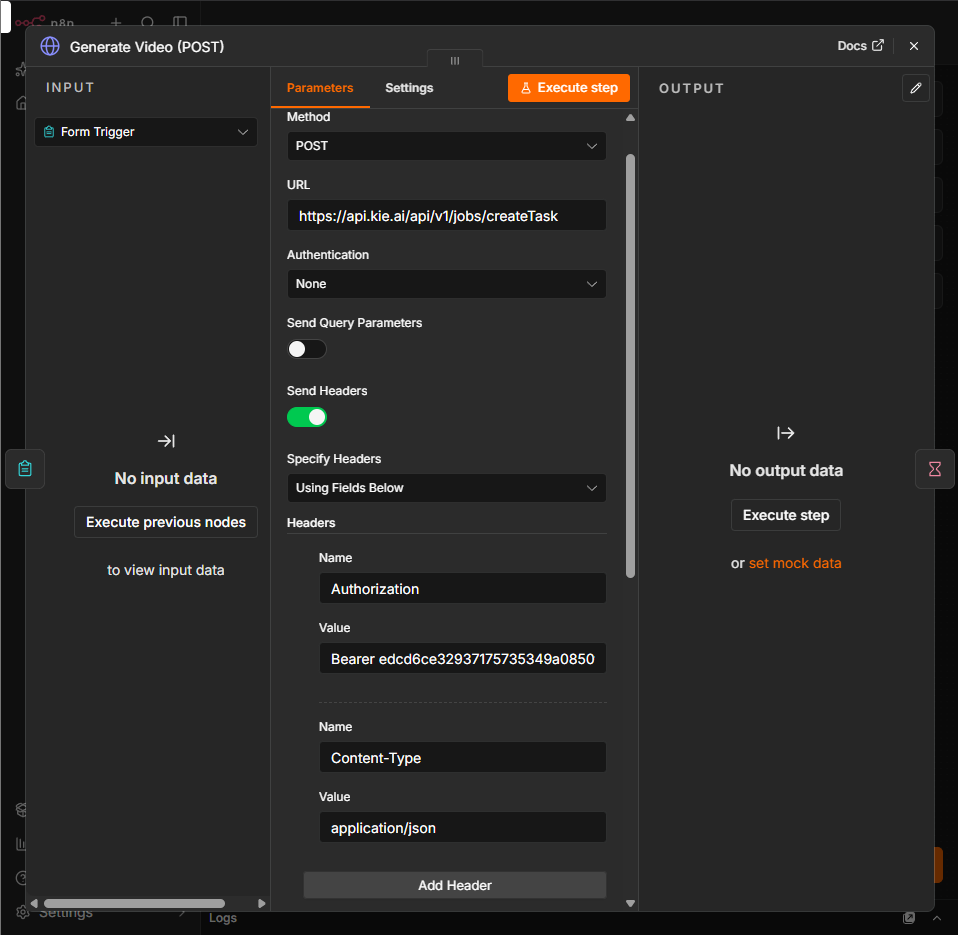 n8n
Generate Video (POST)
Docs
INPUT
Parameters
Settings
Execute step
OUTPUT
Form Trigger
Method
POST
URL
https://api.kie.ai/api/v1/jobs/createTask
Authentication
None
Send Query Parameters
Send Headers
Specify Headers
Using Fields Below
Headers
Name
Authorization
Value
Bearer edcd6ce32937175735349a0850
Name
Content-Type
Value
application/json
Add Header
No input data
Execute previous nodes
to view input data
No output data
Execute step
or set mock data
Settings
Logs